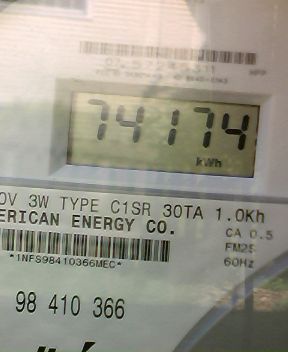 74174
kWh
0V 3W TYPE C1SR 30TA 1.0Kh
ERICAN ENERGY CO.
CA 0.5
FM2S
60Hz
*1NFS98410366MEC*
98 410 366